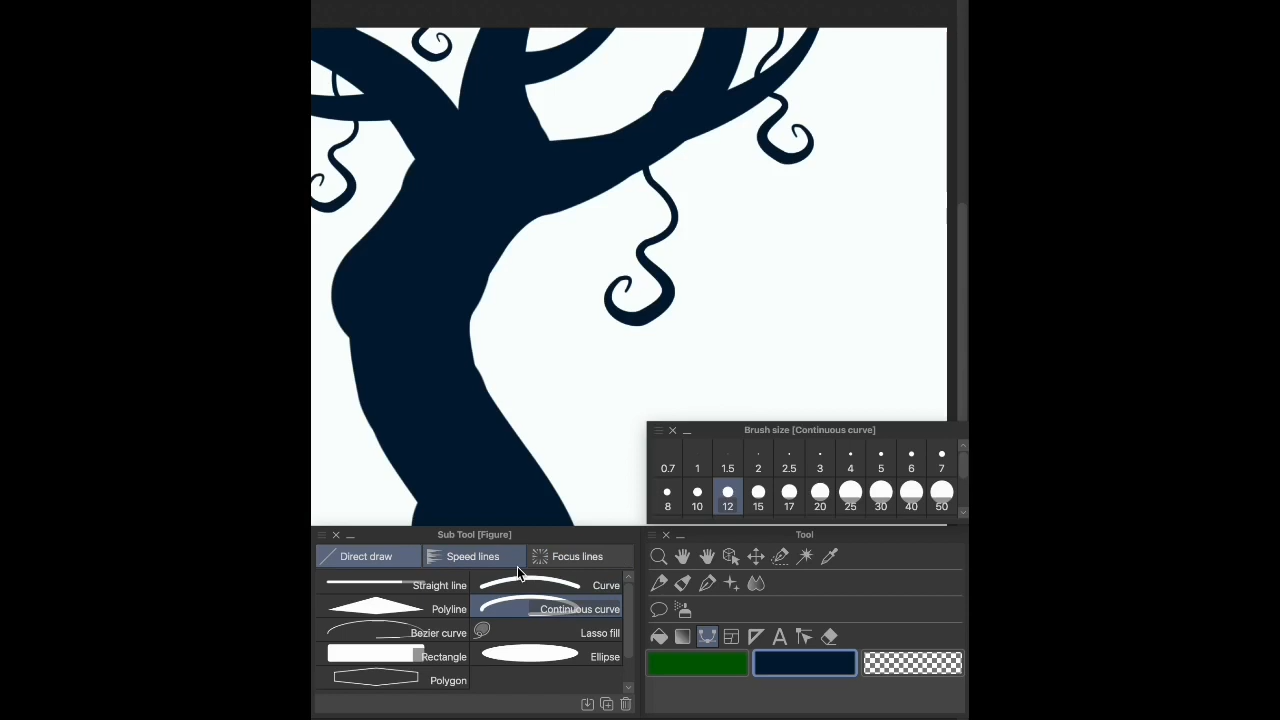 Brush size [Continuous curve]
0.7 1 1.5 2 2.5 3 4 5 6 7
8 10 12 15 17 20 25 30 40 50
Sub Tool [Figure]
Direct draw Speed lines Focus lines
Straight line Curve
Polyline Continuous curve
Bezier curve Lasso fill
Rectangle Ellipse
Polygon
Tool